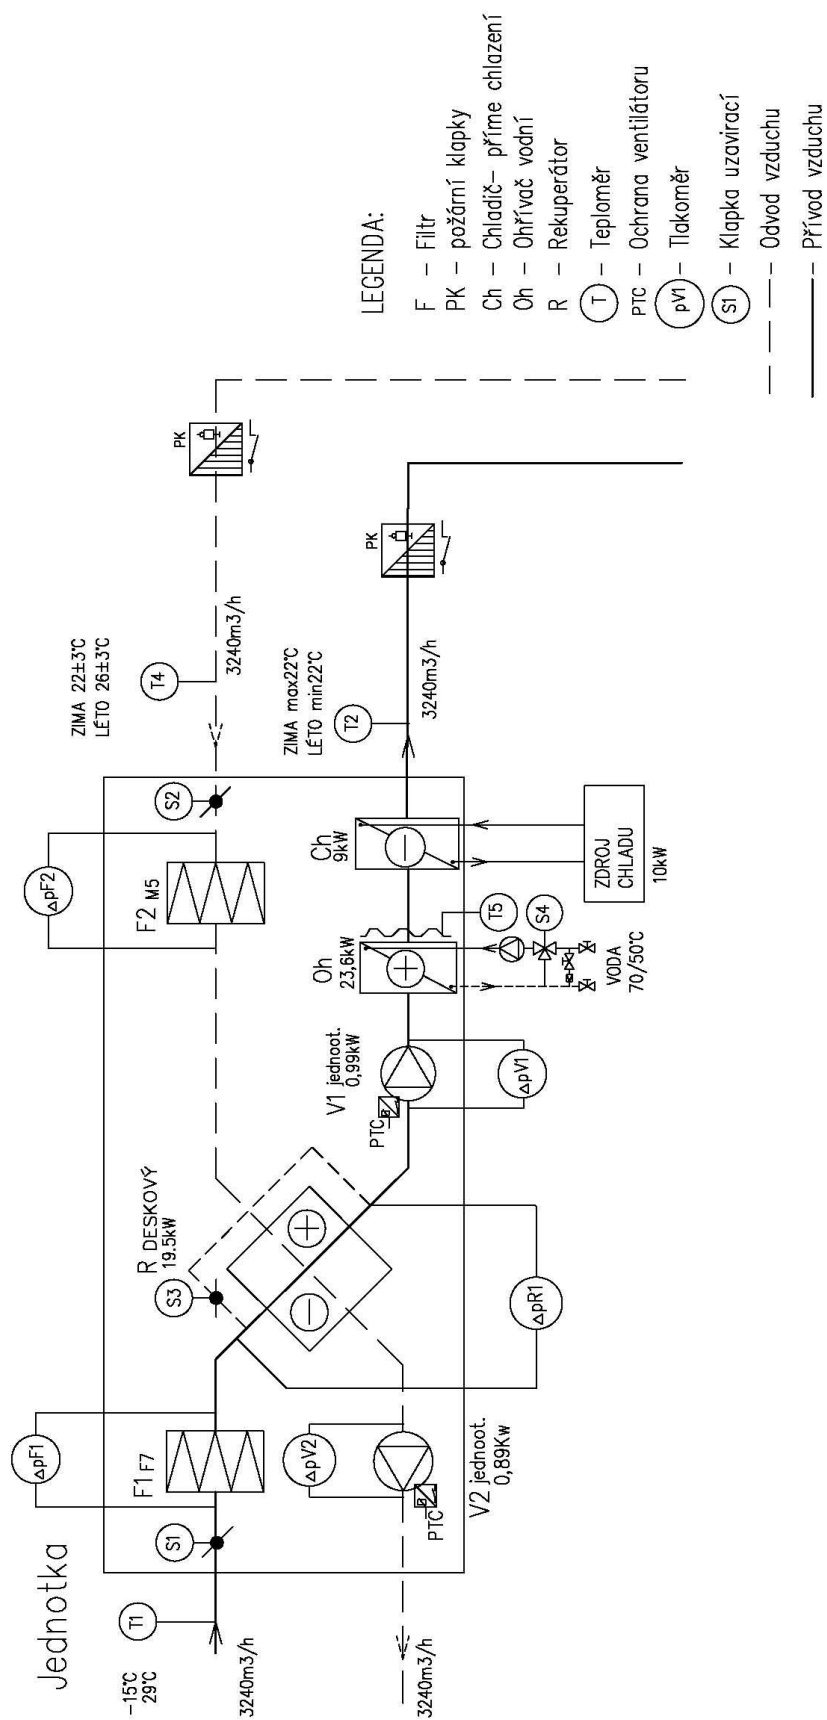 Jednotka
-15°C
29°C
T1
3240m3/h
3240m3/h
S1
ΔpF1
F1 F7
ΔpV2
PTC
V2 jednoot.
0,89Kw
S3
R DESKOVÝ
19.5kW
ΔpR1
V1 jednoot.
0,99kW
PTC
ΔpV1
ΔpF2
F2 M5
S2
Oh
23,6kW
T5
S4
VODA
70/50°C
Ch
9kW
ZDROJ
CHLADU
10kW
ZIMA 22±3°C
LÉTO 26±3°C
T4
3240m3/h
ZIMA max22°C
LÉTO min22°C
T2
3240m3/h
PK
PK
LEGENDA:
F – Filtr
PK – požární klapky
Ch – Chladič– příme chlazení
Oh – Ohřívač vodní
R – Rekuperátor
T – Teploměr
PTC – Ochrana ventilátoru
pV1 – Tlakoměr
S1 – Klapka uzavírací
– Odvod vzduchu
– Přívod vzduchu